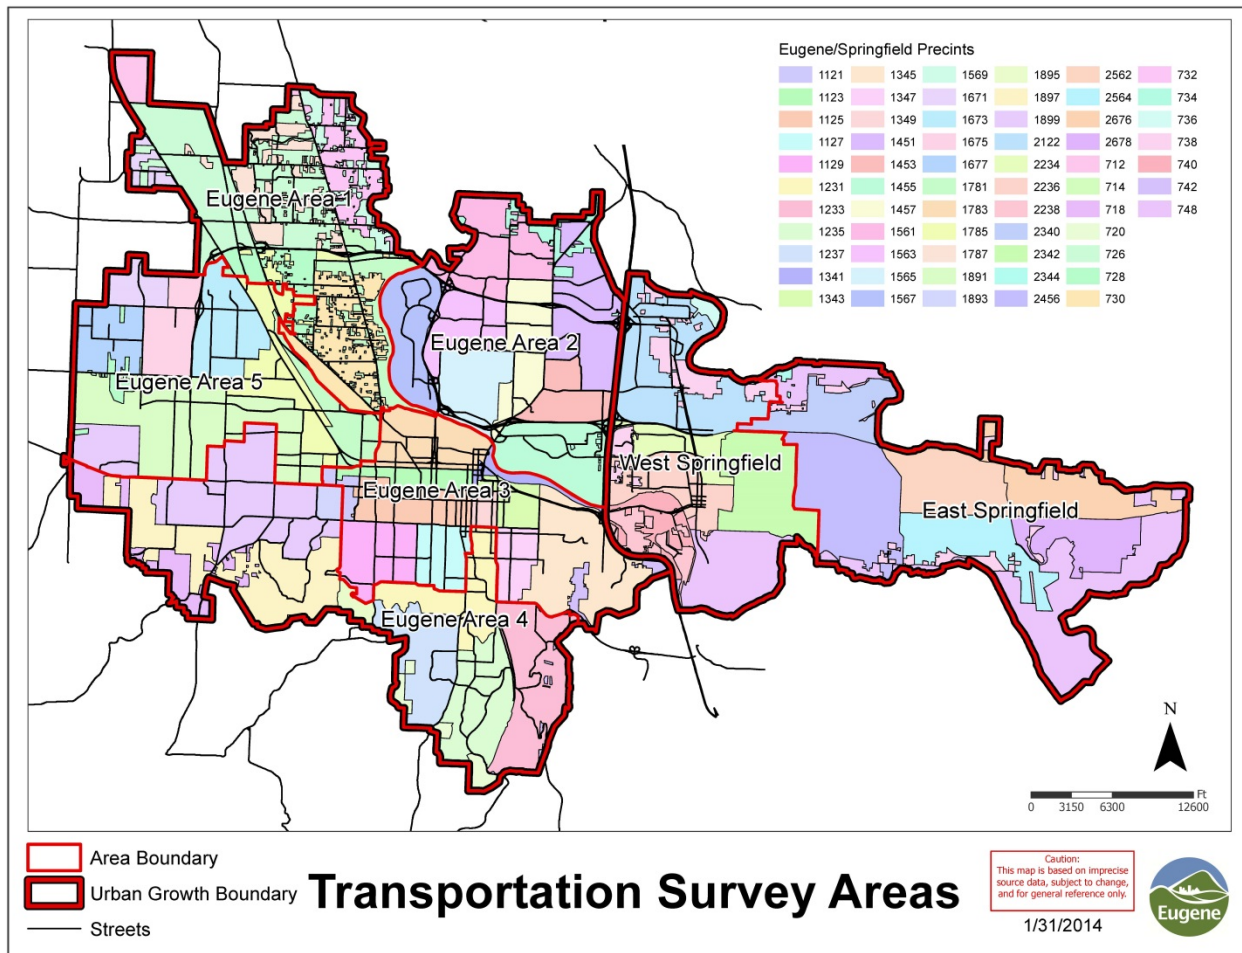 Eugene/Springfield Precints
1121 1345 1569 1895 2562 732
1123 1347 1671 1897 2564 734
1125 1349 1673 1899 2676 736
1127 1451 1675 2122 2678 738
1129 1453 1677 2234 712 740
1231 1455 1781 2236 714 742
1233 1457 1783 2238 718 748
1235 1561 1785 2340 720
1237 1563 1787 2342 726
1341 1565 1891 2344 728
1343 1567 1893 2456 730
Eugene Area 1
Eugene Area 2
Eugene Area 5
West Springfield
Eugene Area 3
East Springfield
Eugene Area 4
N
Ft
0 3150 6300 12600
Area Boundary
Urban Growth Boundary
Streets
Transportation Survey Areas
Caution:
This map is based on imprecise
source data, subject to change,
and for general reference only.
1/31/2014
Eugene